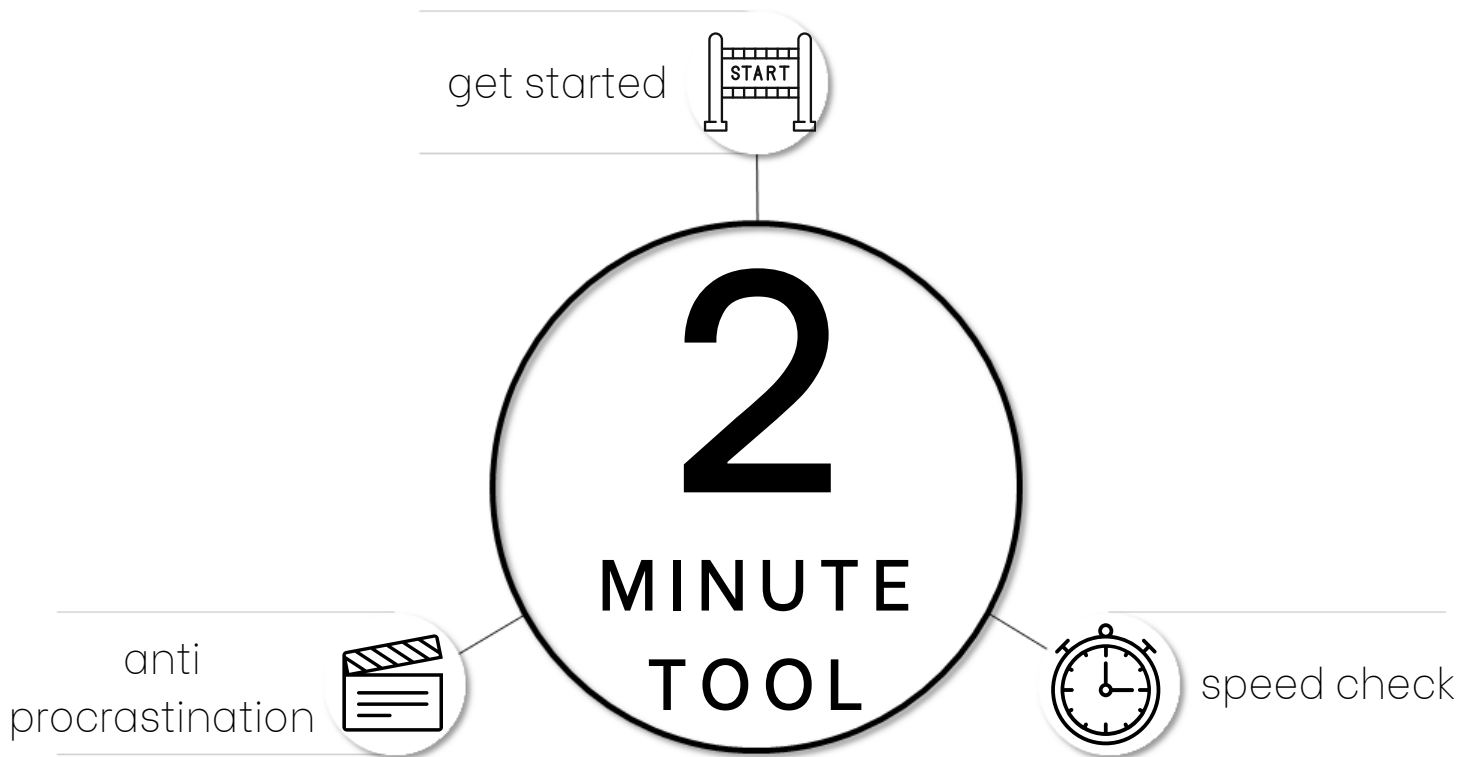 get started
START
2
MINUTE
TOOL
anti
procrastination
speed check